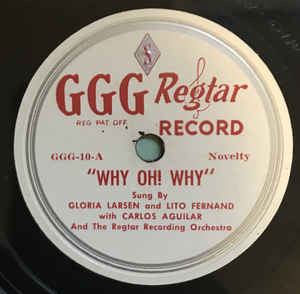 S
GGG Regtar
REG. PAT. OFF.
RECORD
GGG-10-A Novelty
"WHY OH! WHY"
Sung By
GLORIA LARSEN and LITO FERNAND
with CARLOS AGUILAR
And The Regtar Recording Orchestra